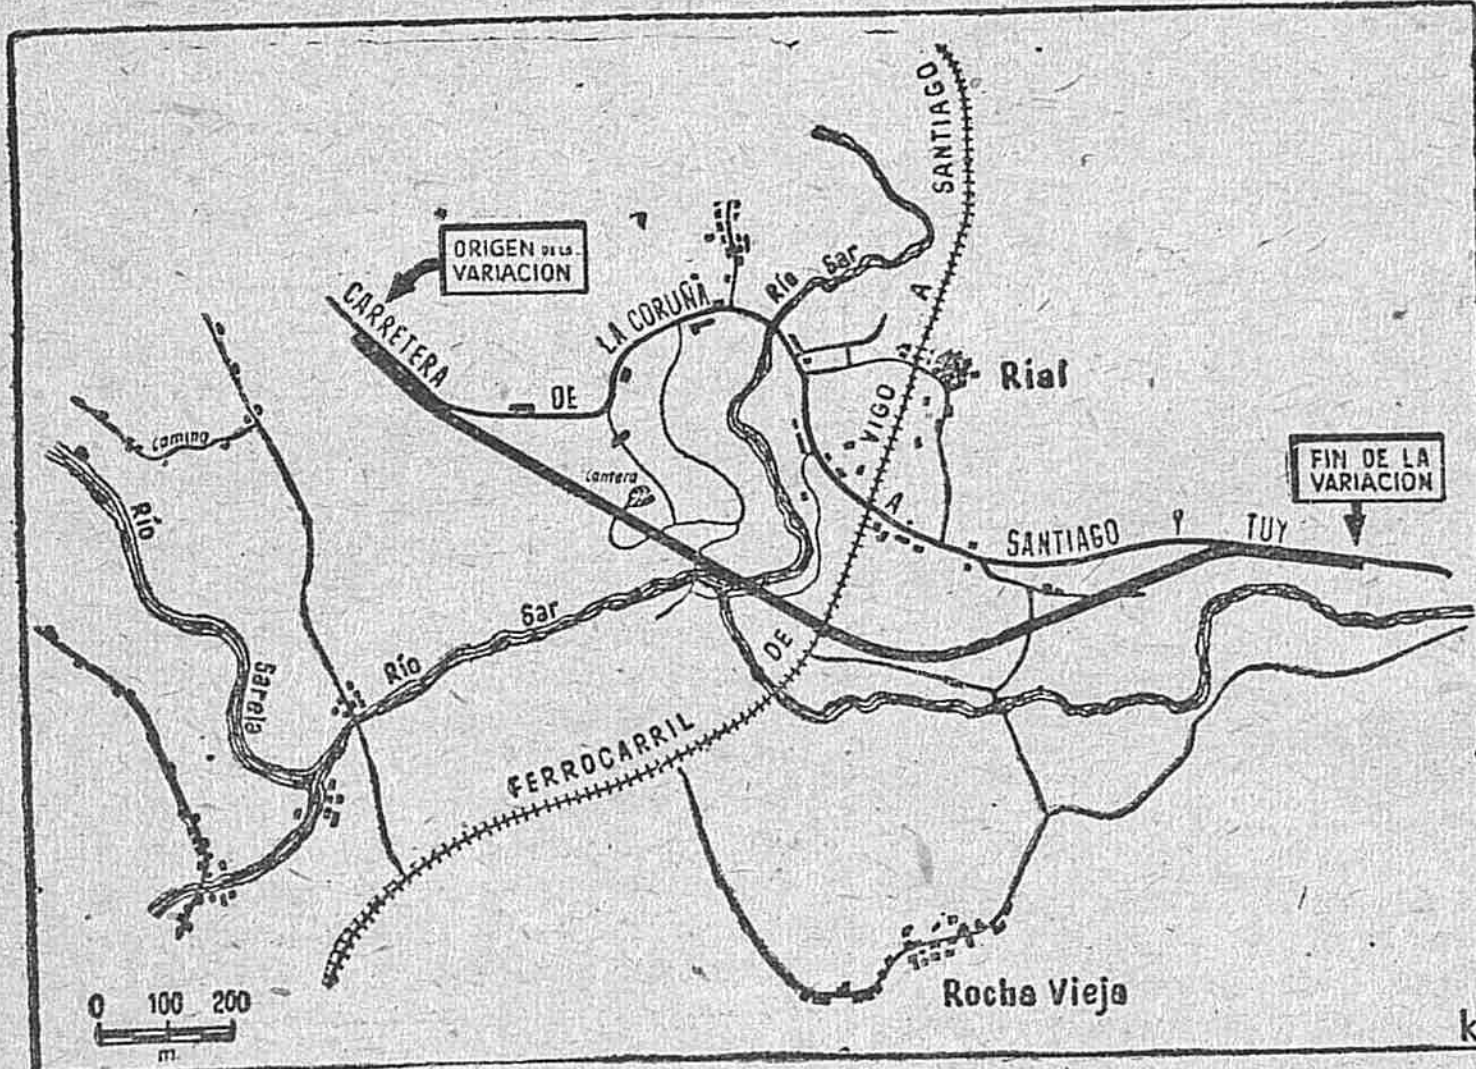 SANTIAGO
A
VIGO
DE
FERROCARRIL
ORIGEN DE LA
VARIACION
CARRETERA
DE
LA CORUÑA
A
SANTIAGO
Y
TUY
Río
Sar
Rial
FIN DE LA
VARIACION
Camino
Cantera
Río
Sarela
Río
Sar
Rocha Vieja
0 100 200
m.
k